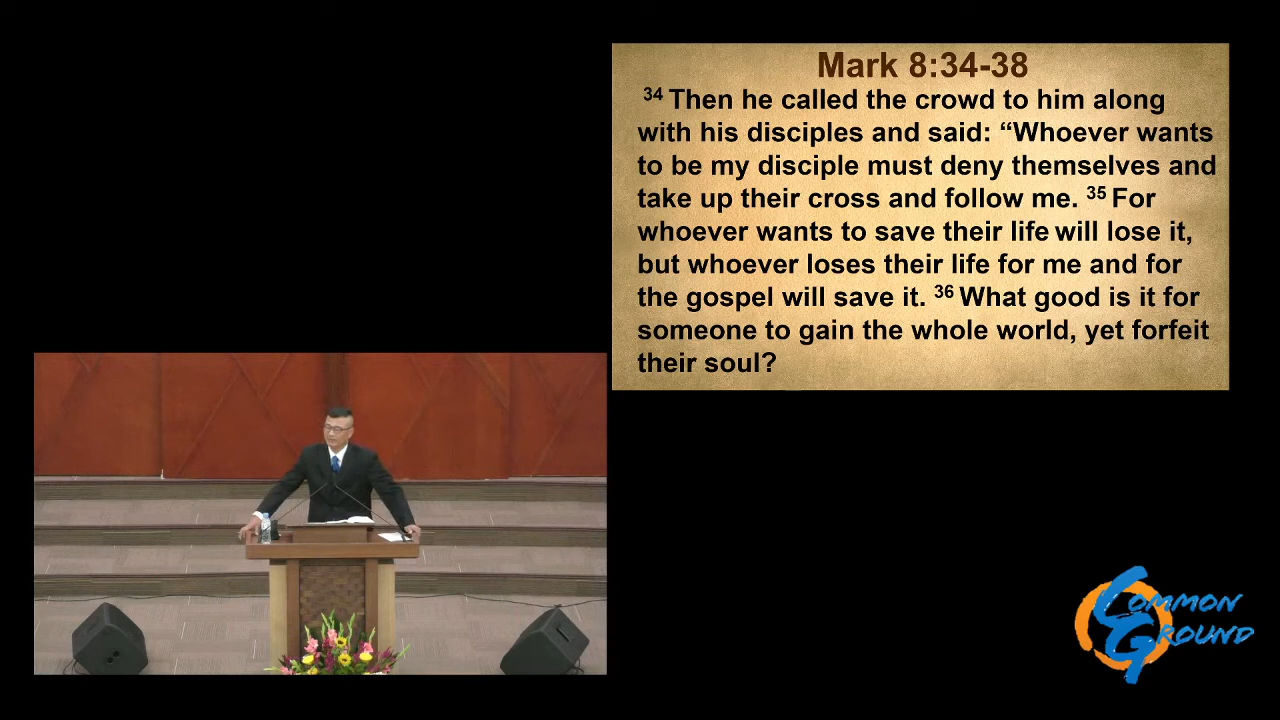 Mark 8:34-38
34 Then he called the crowd to him along
with his disciples and said: “Whoever wants
to be my disciple must deny themselves and
take up their cross and follow me. 35 For
whoever wants to save their life will lose it,
but whoever loses their life for me and for
the gospel will save it. 36 What good is it for
someone to gain the whole world, yet forfeit
their soul?
COMMON
GROUND